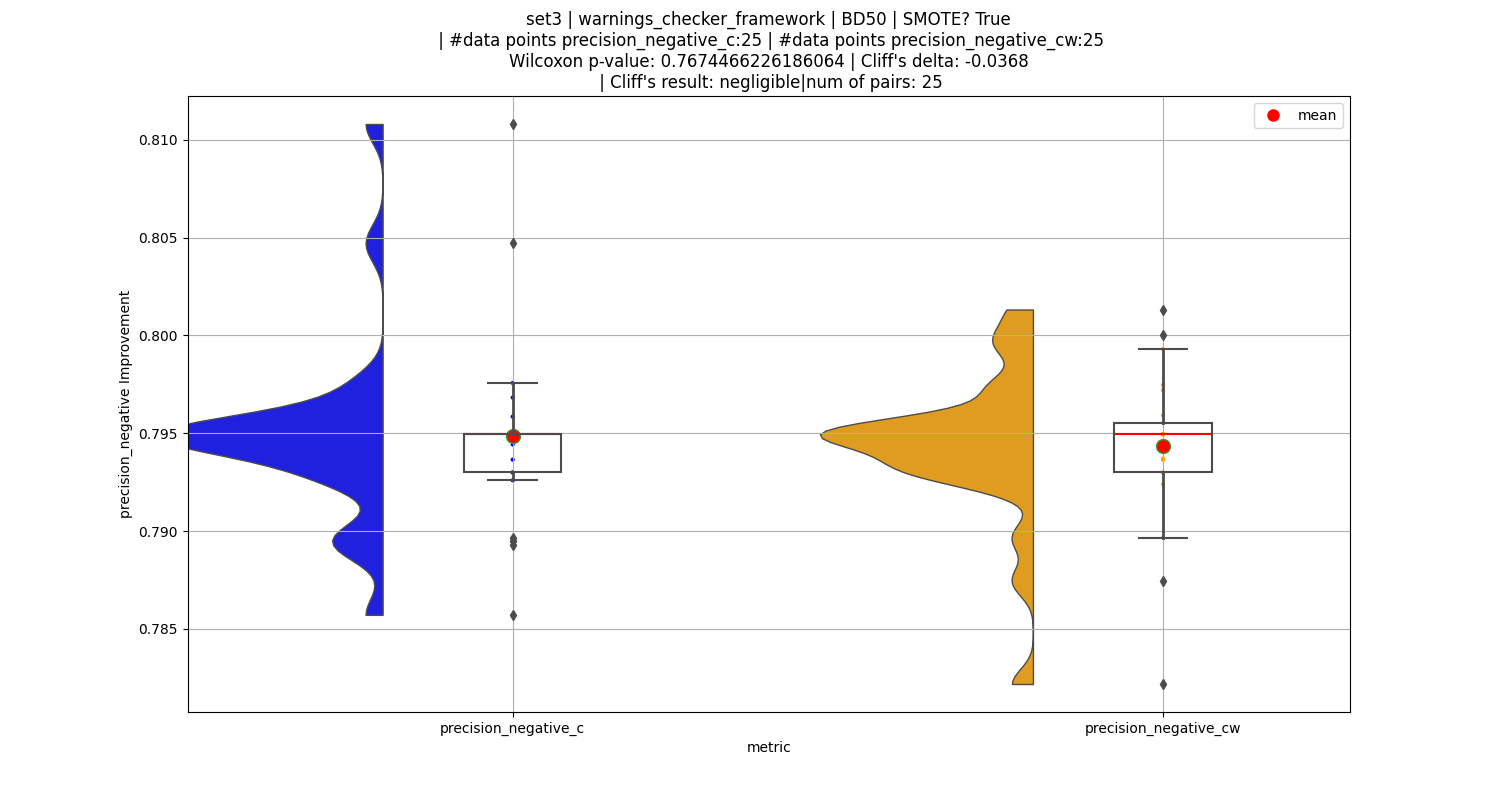 set3 | warnings_checker_framework | BD50 | SMOTE? True
| #data points precision_negative_c:25 | #data points precision_negative_cw:25
Wilcoxon p-value: 0.7674466226186064 | Cliff's delta: -0.0368
| Cliff's result: negligible|num of pairs: 25
mean
0.810
0.805
0.800
0.795
0.790
0.785
precision_negative Improvement
precision_negative_c
precision_negative_cw
metric